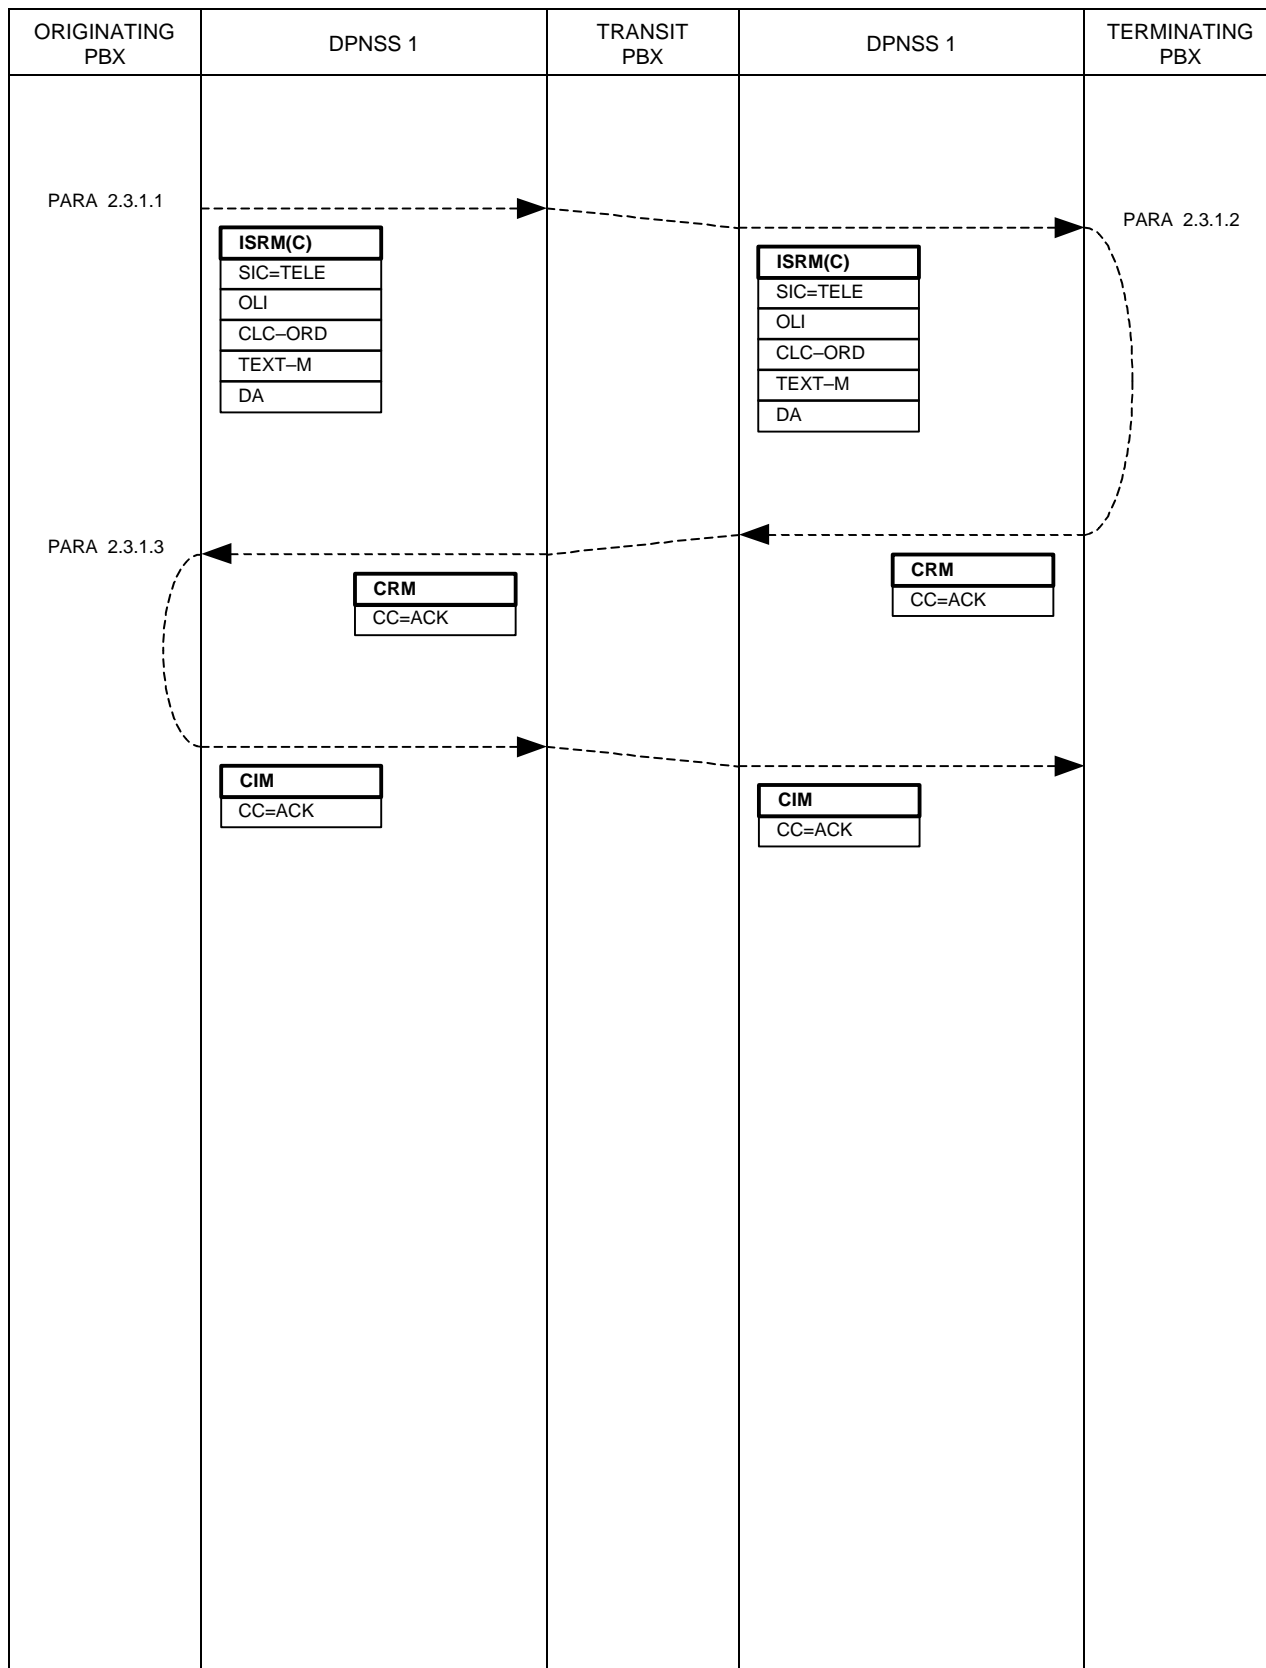 ORIGINATING
PBX
DPNSS 1
TRANSIT
PBX
DPNSS 1
TERMINATING
PBX
PARA 2.3.1.1
PARA 2.3.1.2
ISRM(C)
SIC=TELE
OLI
CLC–ORD
TEXT–M
DA
ISRM(C)
SIC=TELE
OLI
CLC–ORD
TEXT–M
DA
PARA 2.3.1.3
CRM
CC=ACK
CRM
CC=ACK
CIM
CC=ACK
CIM
CC=ACK